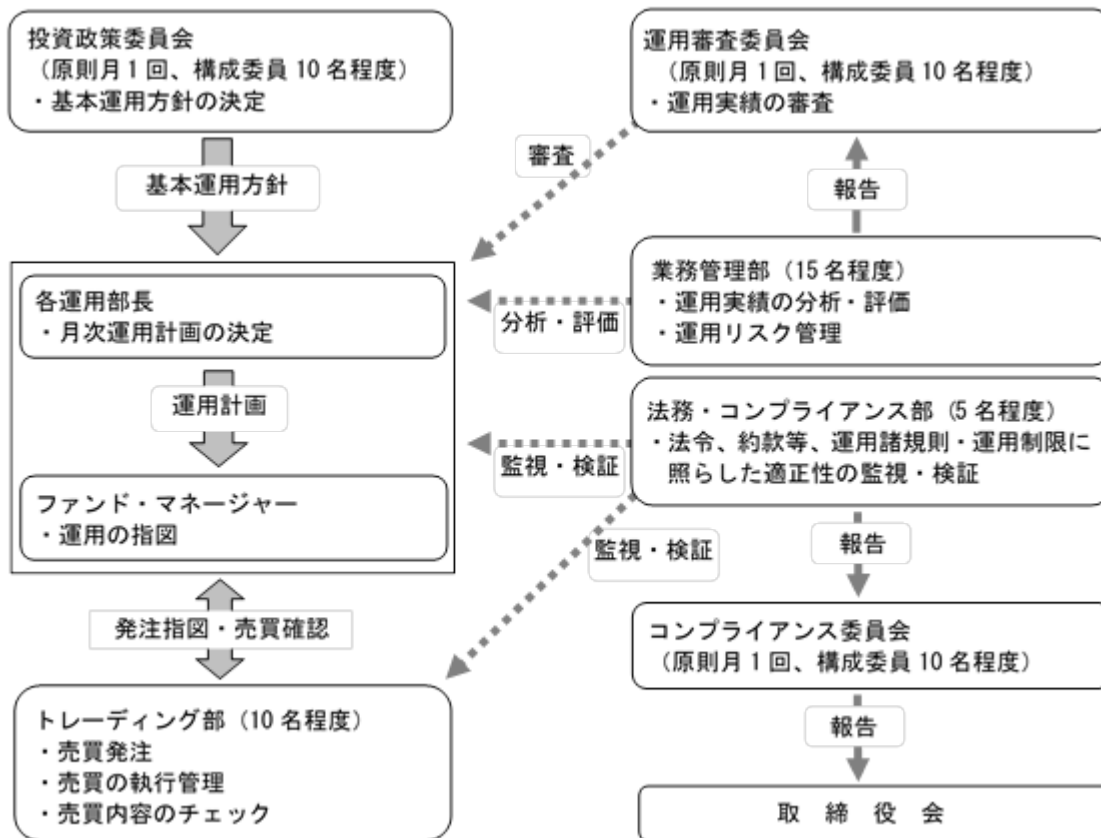 投資政策委員会
（原則月1回、構成委員10名程度）
・基本運用方針の決定
基本運用方針
各運用部長
・月次運用計画の決定
運用計画
ファンド・マネージャー
・運用の指図
発注指図・売買確認
トレーディング部（10名程度）
・売買発注
・売買の執行管理
・売買内容のチェック
審査
分析・評価
監視・検証
監視・検証
運用審査委員会
（原則月1回、構成委員10名程度）
・運用実績の審査
報告
業務管理部（15名程度）
・運用実績の分析・評価
・運用リスク管理
法務・コンプライアンス部（5名程度）
・法令、約款等、運用諸規則・運用制限に
照らした適正性の監視・検証
報告
コンプライアンス委員会
（原則月1回、構成委員10名程度）
報告
取 締 役 会